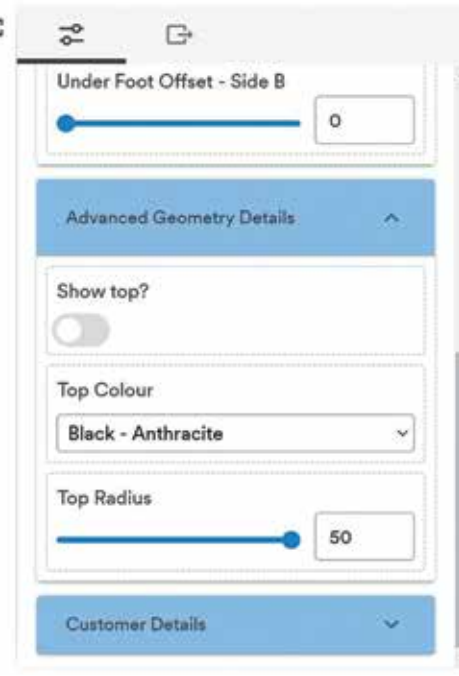 Under Foot Offset - Side B
0
Advanced Geometry Details
Show top?
Top Colour
Black - Anthracite
Top Radius
50
Customer Details